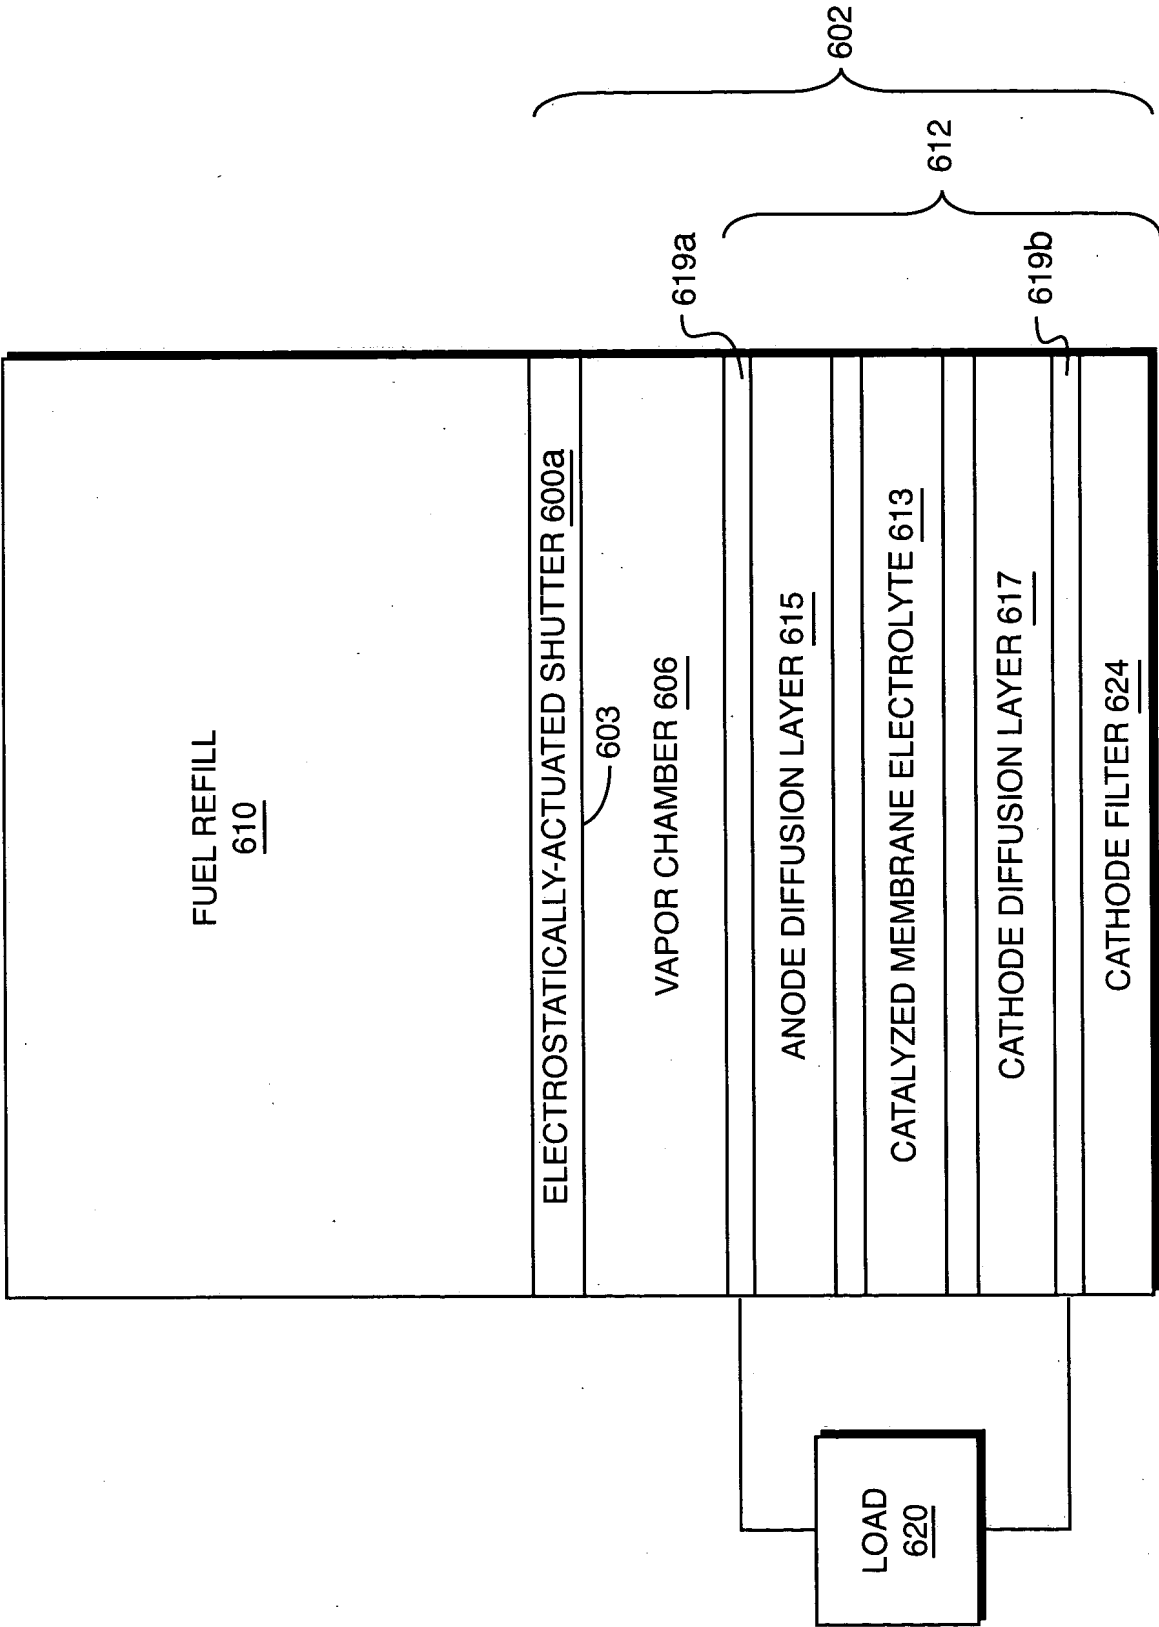 FUEL REFILL
610
ELECTROSTATICALLY-ACTUATED SHUTTER 600a
603
VAPOR CHAMBER 606
619a
ANODE DIFFUSION LAYER 615
CATALYZED MEMBRANE ELECTROLYTE 613
CATHODE DIFFUSION LAYER 617
619b
CATHODE FILTER 624
612
602
LOAD
620